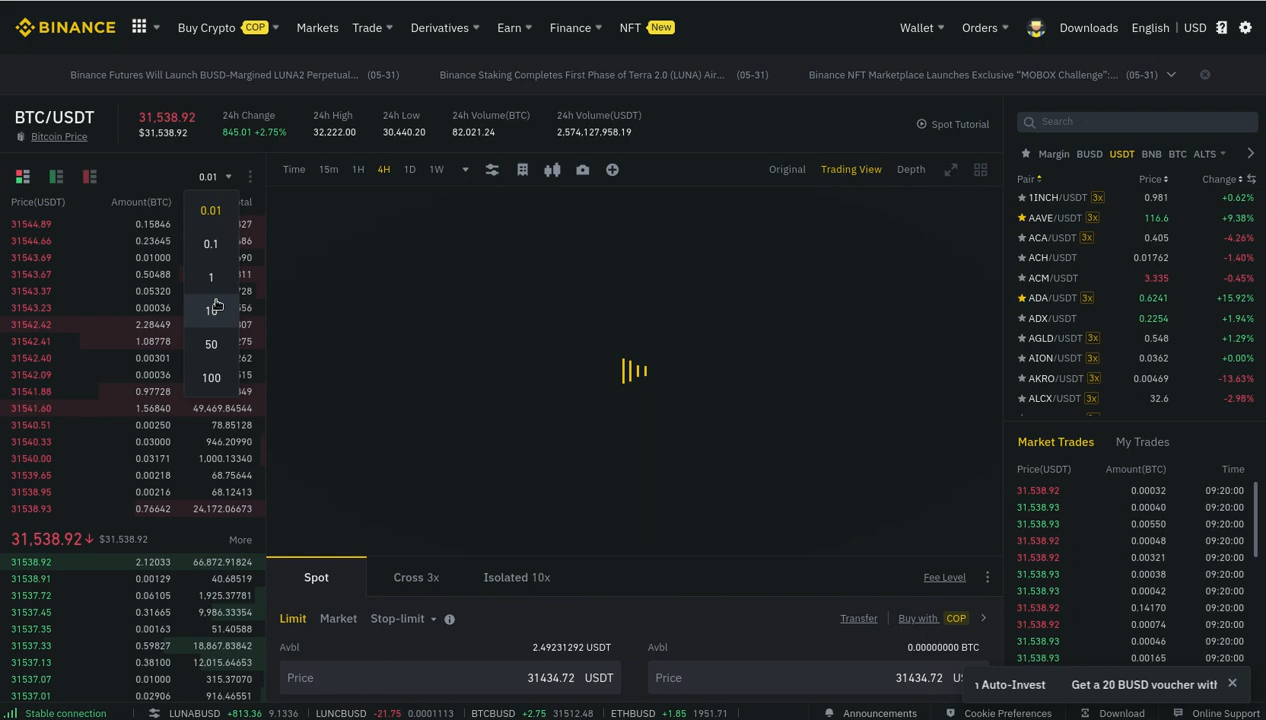 BINANCE
Buy Crypto COP Markets Trade Derivatives Earn Finance NFT New Wallet Orders Downloads English | USD
Binance Futures Will Launch BUSD-Margined LUNA2 Perpetual... (05-31) Binance Staking Completes First Phase of Terra 2.0 (LUNA) Air... (05-31) Binance NFT Marketplace Launches Exclusive “MOBOX Challenge”:... (05-31)
BTC/USDT
Bitcoin Price
31,538.92
$31,538.92
24h Change
845.01 +2.75%
24h High
32,222.00
24h Low
30,440.20
24h Volume(BTC)
82,021.24
24h Volume(USDT)
2,574,127,958.19
Spot Tutorial
0.01
Price(USDT) Amount(BTC)
31544.89 0.15846
31544.66 0.23645
31543.69 0.01000
31543.67 0.50488
31543.37 0.05320
31543.23 0.00036
31542.42 2.28449
31542.41 1.08778
31542.40 0.00301
31542.09 0.00036
31541.88 0.97728
31541.60 1.56840 49,469.84544
31540.51 0.00250 78.85128
31540.33 0.03000 946.20990
31540.00 0.03171 1,000.13340
31539.65 0.00218 68.75644
31538.95 0.00216 68.12413
31538.93 0.76642 24,172.06673
0.01
0.1
1
10
50
100
31,538.92 $31,538.92 More
31538.92 2.12033 66,872.91824
31538.91 0.00129 40.68519
31537.72 0.06105 1,925.37781
31537.45 0.31665 9,986.33354
31537.35 0.00163 51.40588
31537.33 0.59827 18,867.83842
31537.13 0.38100 12,015.64653
31537.07 0.01000 315.37070
31537.01 0.02906 916.46551
Time 15m 1H 4H 1D 1W Original Trading View Depth
Spot Cross 3x Isolated 10x Fee Level
Limit Market Stop-limit Transfer Buy with COP
Avbl 2.49231292 USDT Avbl 0.00000000 BTC
Price 31434.72 USDT Price 31434.72
Search
Margin BUSD USDT BNB BTC ALTS
Pair Price Change
1INCH/USDT 3x 0.981 +0.62%
AAVE/USDT 3x 116.6 +9.38%
ACA/USDT 3x 0.405 -4.26%
ACH/USDT 0.01762 -1.40%
ACM/USDT 3.335 -0.45%
ADA/USDT 3x 0.6241 +15.92%
ADX/USDT 0.2254 +1.94%
AGLD/USDT 3x 0.548 +1.29%
AION/USDT 3x 0.0362 +0.00%
AKRO/USDT 3x 0.00469 -13.63%
ALCX/USDT 3x 32.6 -2.98%
Market Trades My Trades
Price(USDT) Amount(BTC) Time
31,538.92 0.00032 09:20:00
31,538.93 0.00040 09:20:00
31,538.93 0.00550 09:20:00
31,538.92 0.00048 09:20:00
31,538.92 0.00321 09:20:00
31,538.93 0.00038 09:20:00
31,538.93 0.00042 09:20:00
31,538.92 0.14170 09:20:00
31,538.92 0.00074 09:20:00
31,538.93 0.00046 09:20:00
31,538.93 0.00165 09:20:00
Auto-Invest Get a 20 BUSD voucher with
Stable connection LUNABUSD +813.36 9.1336 LUNCBUSD -21.75 0.0001113 BTCBUSD +2.75 31512.48 ETHBUSD +1.85 1951.71 Announcements Cookie Preferences Download Online Support